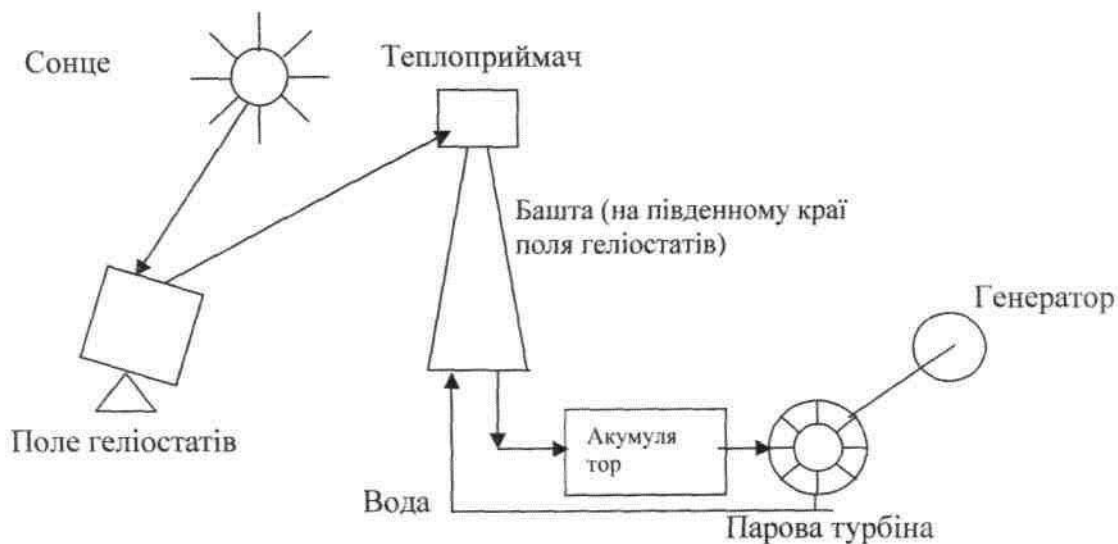 Сонце
Теплоприймач
Башта (на південному краї
поля геліостатів)
Генератор
Поле геліостатів
Акумуля
тор
Вода
Парова турбіна